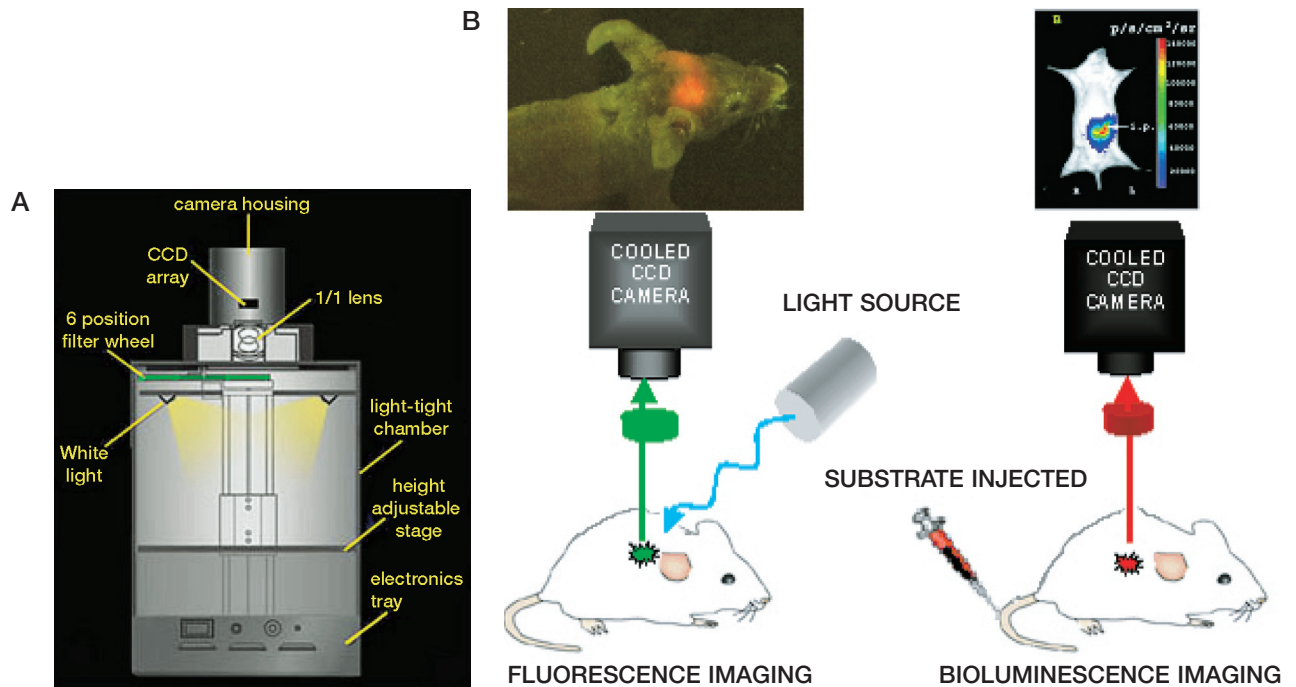 A
camera housing
CCD
array
1/1 lens
6 position
filter wheel
light-tight
chamber
White
light
height
adjustable
stage
electronics
tray
B
p/s/cm²/sr
i.p.
COOLED
CCD
CAMERA
LIGHT SOURCE
COOLED
CCD
CAMERA
SUBSTRATE INJECTED
FLUORESCENCE IMAGING
BIOLUMINESCENCE IMAGING